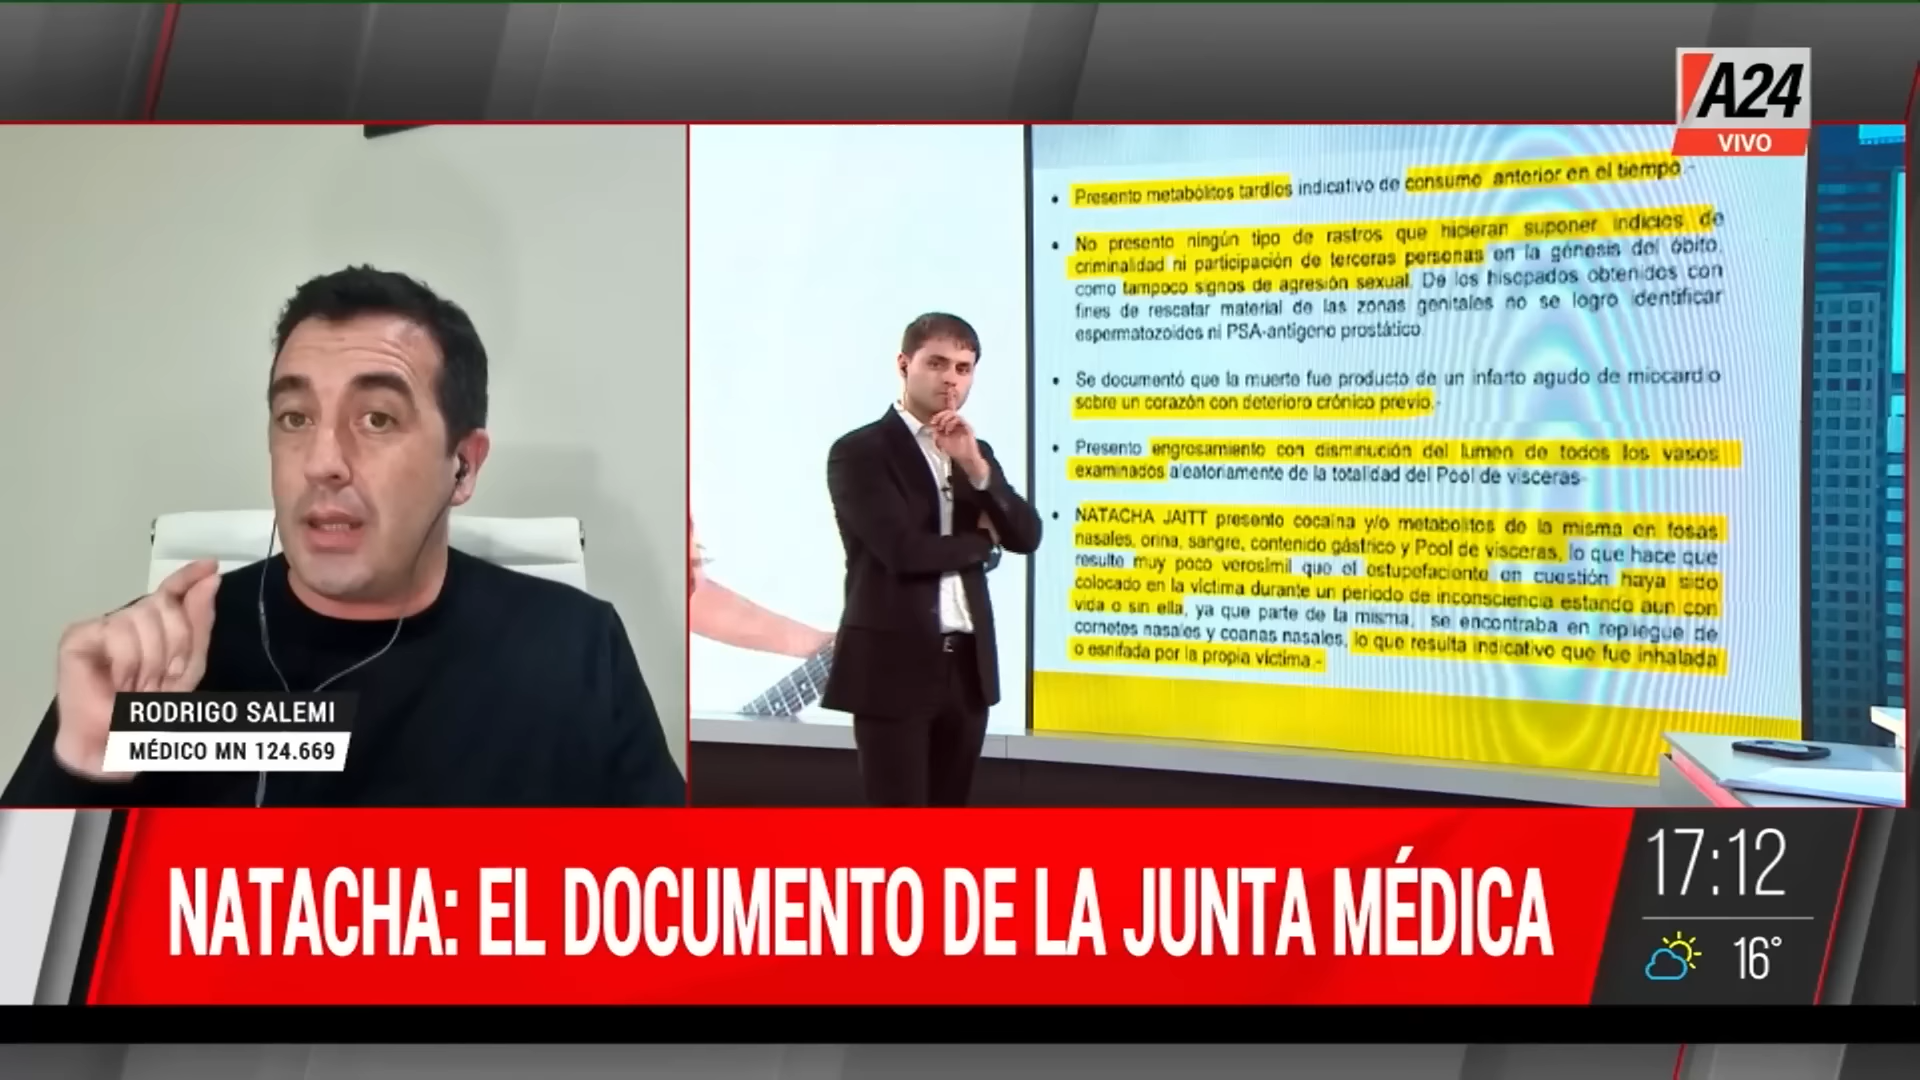 A24
VIVO
• Presento metabólitos tardíos indicativo de consumo anterior en el tiempo.-
• No presento ningún tipo de rastros que hicieran suponer indicios de
criminalidad ni participación de terceras personas en la génesis del óbito,
como tampoco signos de agresión sexual. De los hisopados obtenidos con
fines de rescatar material de las zonas genitales no se logro identificar
espermatozoides ni PSA-antigeno prostático.
• Se documentó que la muerte fue producto de un infarto agudo de miocardio
sobre un corazón con deterioro crónico previo.-
• Presento engrosamiento con disminución del lumen de todos los vasos
examinados aleatoriamente de la totalidad del Pool de visceras-
• NATACHA JAITT presento cocaína y/o metabolitos de la misma en fosas
nasales, orina, sangre, contenido gástrico y Pool de visceras, lo que hace que
resulte muy poco verosimil que el estupefaciente en cuestión haya sido
colocado en la víctima durante un periodo de inconsciencia estando aun con
vida o sin ella, ya que parte de la misma, se encontraba en repliegue de
cornetes nasales y coanas nasales, lo que resulta indicativo que fue inhalada
o esnifada por la propia víctima.-
RODRIGO SALEMI
MÉDICO MN 124.669
NATACHA: EL DOCUMENTO DE LA JUNTA MÉDICA
17:12
16°